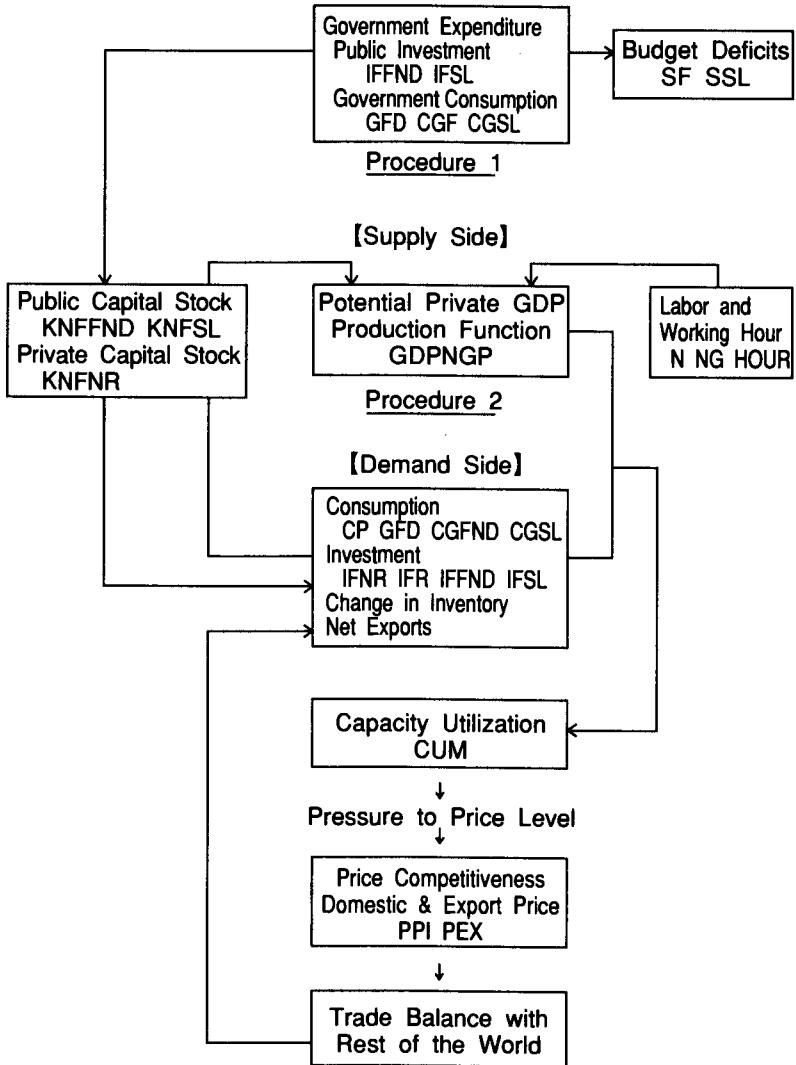 Government Expenditure
Public Investment
IFFND IFSL
Government Consumption
GFD CGF CGSL
Budget Deficits
SF SSL
Procedure 1
【Supply Side】
Public Capital Stock
KNFFND KNFSL
Private Capital Stock
KNFNR
Potential Private GDP
Production Function
GDPNGP
Labor and
Working Hour
N NG HOUR
Procedure 2
【Demand Side】
Consumption
CP GFD CGFND CGSL
Investment
IFNR IFR IFFND IFSL
Change in Inventory
Net Exports
Capacity Utilization
CUM
Pressure to Price Level
Price Competitiveness
Domestic & Export Price
PPI PEX
Trade Balance with
Rest of the World